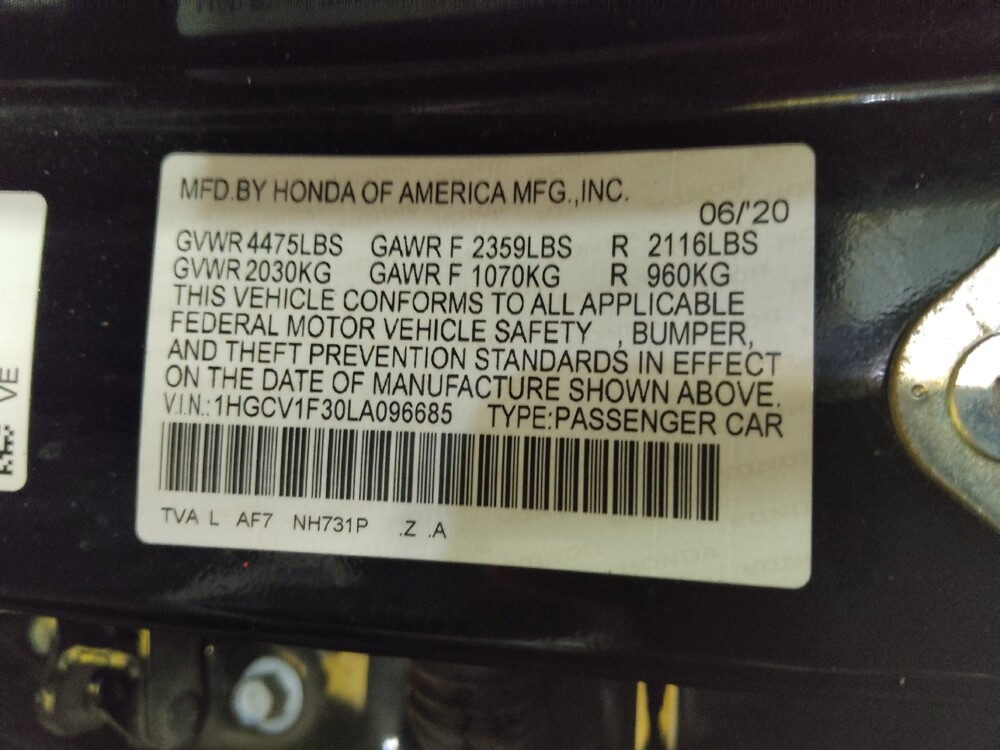 MFD.BY HONDA OF AMERICA MFG.,INC.
06/'20
GVWR 4475LBS GAWR F 2359LBS R 2116LBS
GVWR 2030KG GAWR F 1070KG R 960KG
THIS VEHICLE CONFORMS TO ALL APPLICABLE
FEDERAL MOTOR VEHICLE SAFETY , BUMPER,
AND THEFT PREVENTION STANDARDS IN EFFECT
ON THE DATE OF MANUFACTURE SHOWN ABOVE.
V.I.N.:1HGCV1F30LA096685 TYPE:PASSENGER CAR
TVA L AF7 NH731P .Z .A
VE